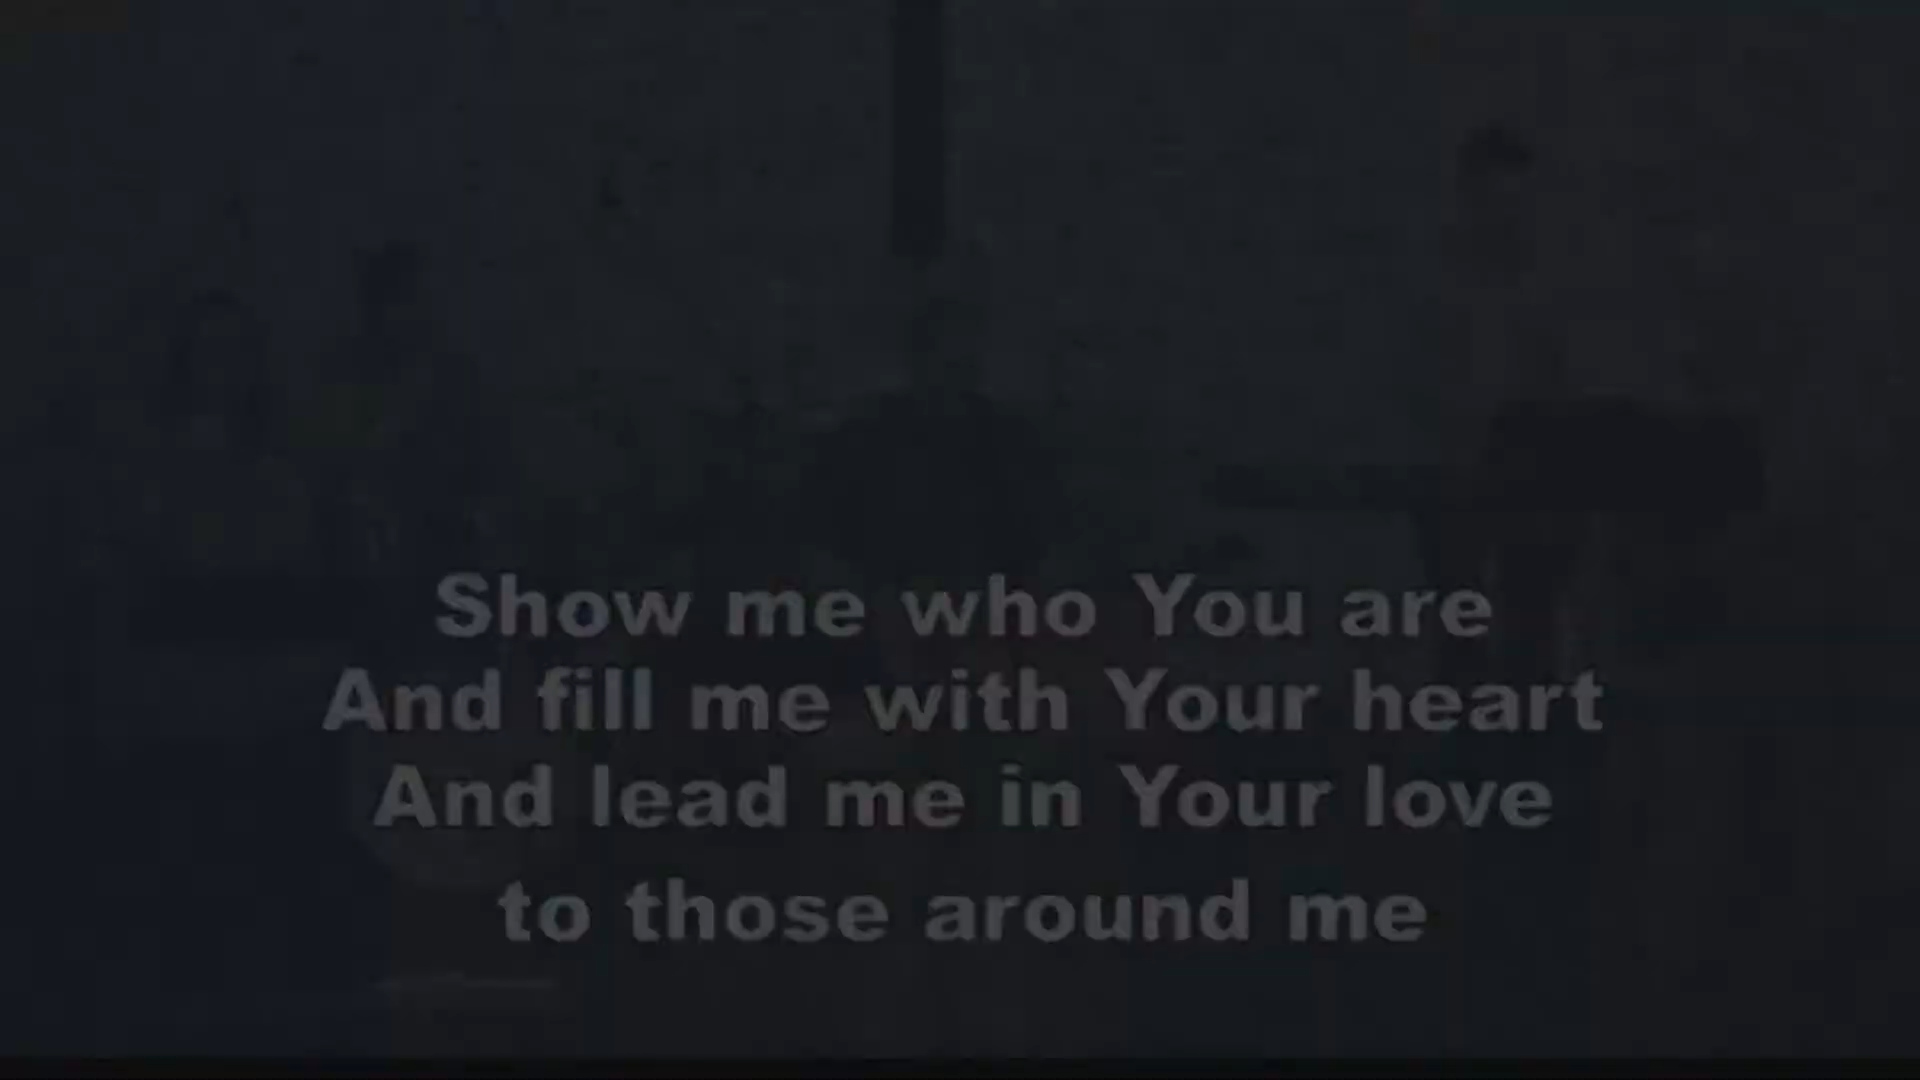 Show me who You are
And fill me with Your heart
And lead me in Your love
to those around me